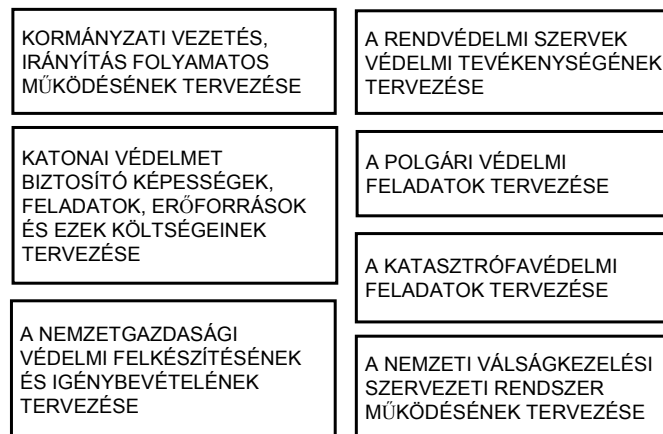 KORMÁNYZATI VEZETÉS,
IRÁNYÍTÁS FOLYAMATOS
MŰKÖDÉSÉNEK TERVEZÉSE
KATONAI VÉDELMET
BIZTOSÍTÓ KÉPESSÉGEK,
FELADATOK, ERŐFORRÁSOK
ÉS EZEK KÖLTSÉGEINEK
TERVEZÉSE
A NEMZETGAZDASÁGI
VÉDELMI FELKÉSZÍTÉSÉNEK
ÉS IGÉNYBEVÉTELÉNEK
TERVEZÉSE
A RENDVÉDELMI SZERVEK
VÉDELMI TEVÉKENYSÉGÉNEK
TERVEZÉSE
A POLGÁRI VÉDELMI
FELADATOK TERVEZÉSE
A KATASZTRÓFAVÉDELMI
FELADATOK TERVEZÉSE
A NEMZETI VÁLSÁGKEZELÉSI
SZERVEZETI RENDSZER
MŰKÖDÉSÉNEK TERVEZÉSE